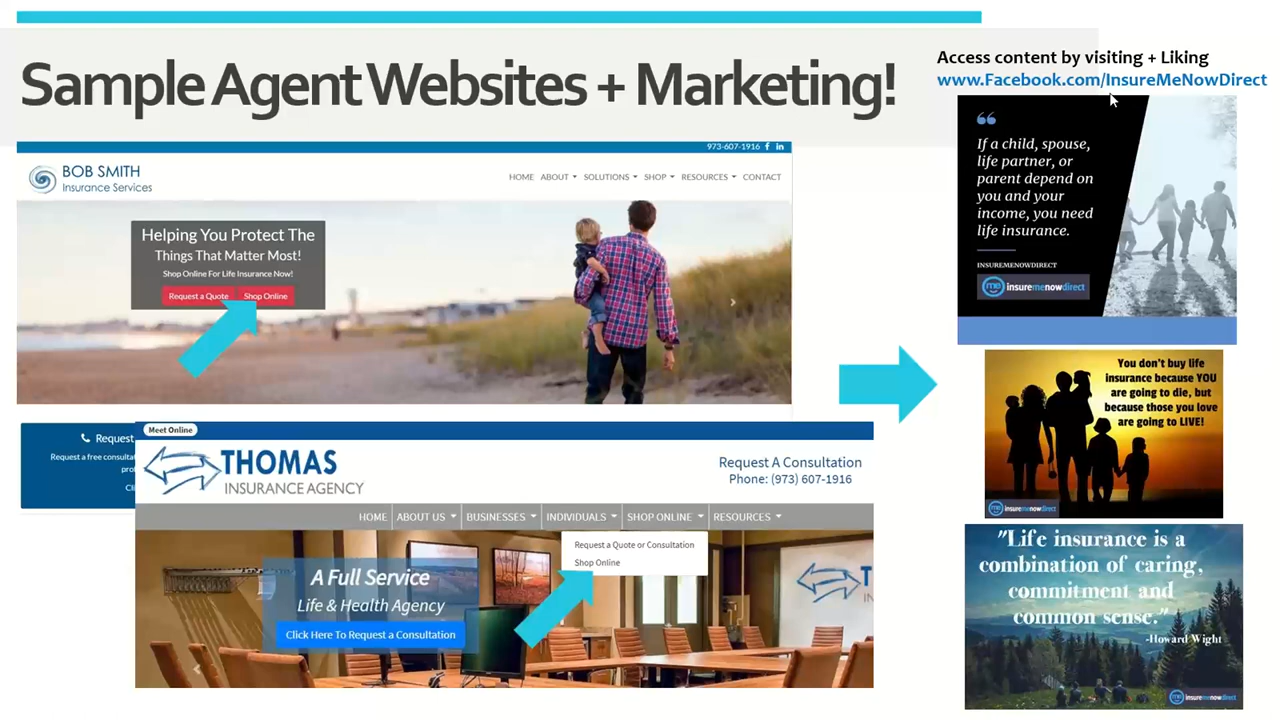 Sample Agent Websites + Marketing!
Access content by visiting + Liking
www.Facebook.com/InsureMeNowDirect
973-607-1916
BOB SMITH
Insurance Services
HOME ABOUT SOLUTIONS SHOP RESOURCES CONTACT
Helping You Protect The
Things That Matter Most!
Shop Online For Life Insurance Now!
Request a Quote Shop Online
Request
Request a free consulta
Meet Online
THOMAS
INSURANCE AGENCY
Request A Consultation
Phone: (973) 607-1916
HOME ABOUT US BUSINESSES INDIVIDUALS SHOP ONLINE RESOURCES
Request a Quote or Consultation
Shop Online
A Full Service
Life & Health Agency
Click Here To Request a Consultation
If a child, spouse,
life partner, or
parent depend on
you and your
income, you need
life insurance.
INSUREMENOWDIRECT
me insuremenowdirect
You don't buy life
insurance because YOU
are going to die, but
because those you love
are going to LIVE!
me insuremenowdirect
"Life insurance is a
combination of caring,
commitment and
common sense."
-Howard Wight
me insuremenowdirect